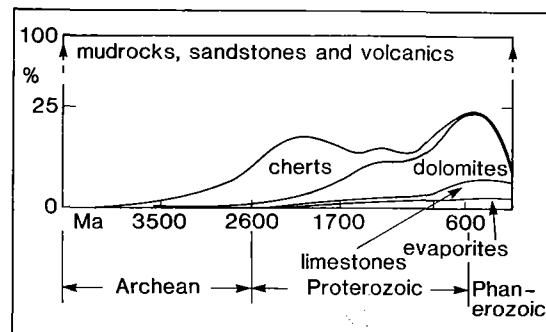 100
mudrocks, sandstones and volcanics
%
25
cherts
dolomites
0
Ma
3500
2600
1700
600
evaporites
limestones
Archean
Proterozoic
Phan-
erozoic